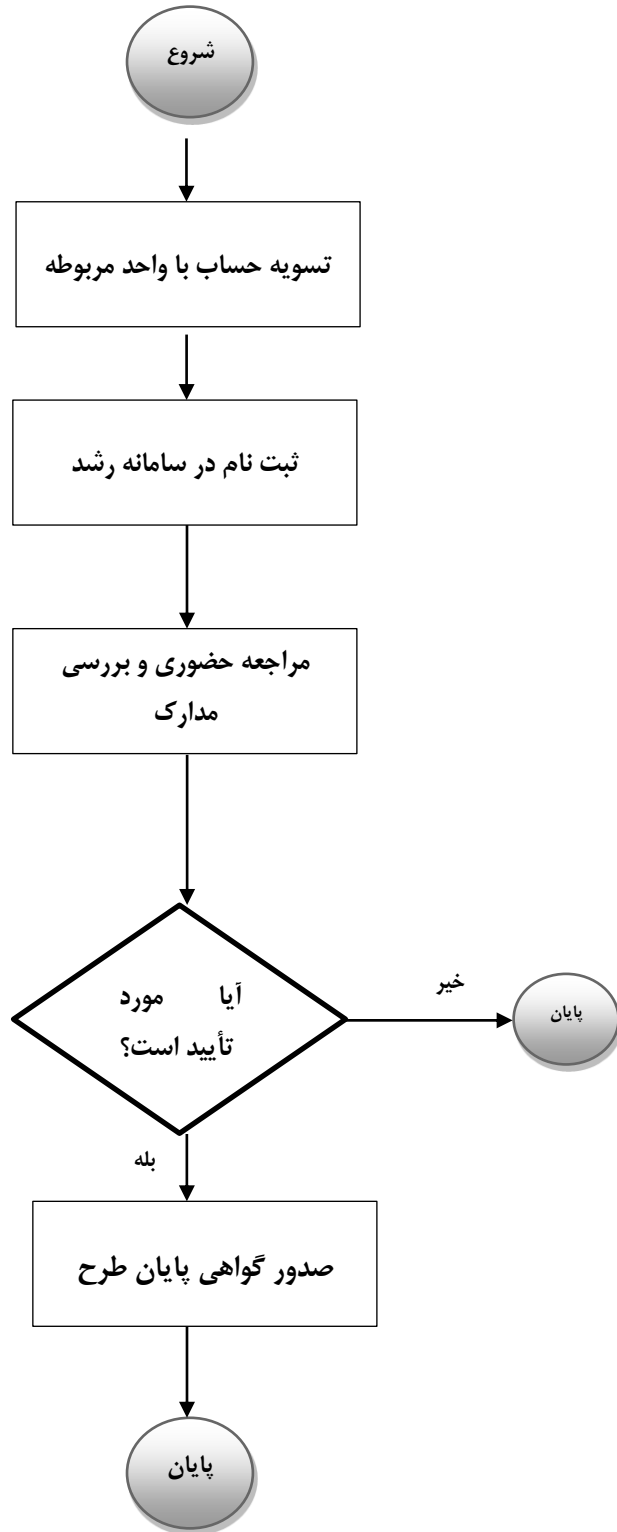 شروع
تسویه حساب با واحد مربوطه
ثبت نام در سامانه رشد
مراجعه حضوری و بررسی
مدارک
آیا مورد
تأیید است؟
خیر
پایان
بله
صدور گواهی پایان طرح
پایان